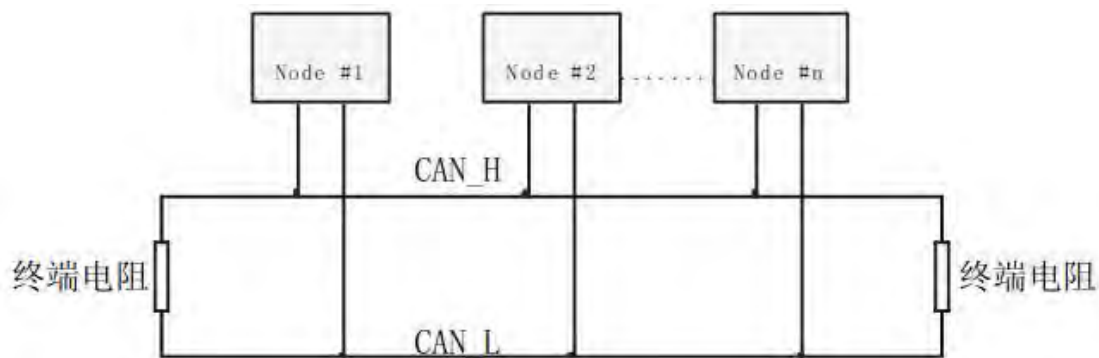 Node #1 Node #2 ....... Node #n
CAN_H
终端电阻 终端电阻
CAN_L